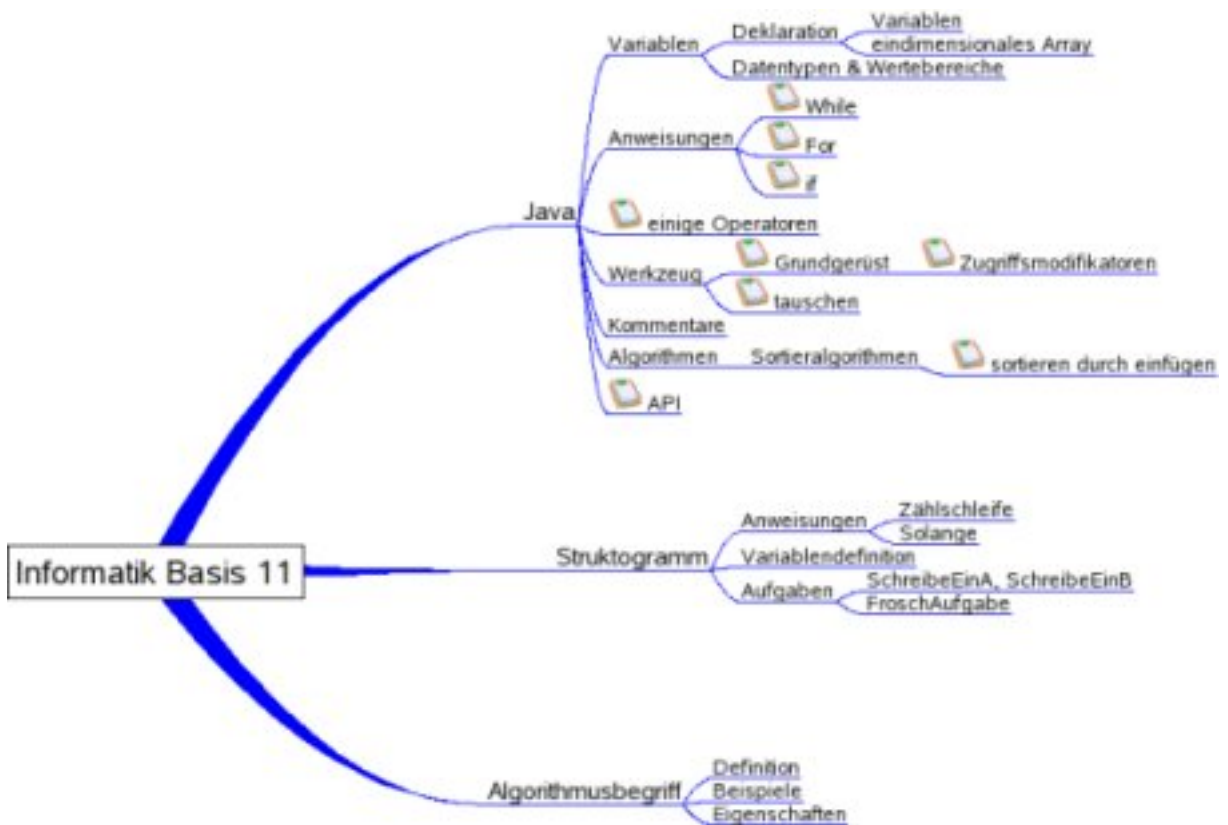 Informatik Basis 11
Java
Variablen
Deklaration
Variablen
eindimensionales Array
Datentypen & Wertebereiche
Anweisungen
While
For
if
einige Operatoren
Werkzeug
Grundgerüst
Zugriffsmodifikatoren
tauschen
Kommentare
Algorithmen
Sortieralgorithmen
sortieren durch einfügen
API
Struktogramm
Anweisungen
Zählschleife
Solange
Variablendefinition
Aufgaben
SchreibeEinA, SchreibeEinB
FroschAufgabe
Algorithmusbegriff
Definition
Beispiele
Eigenschaften